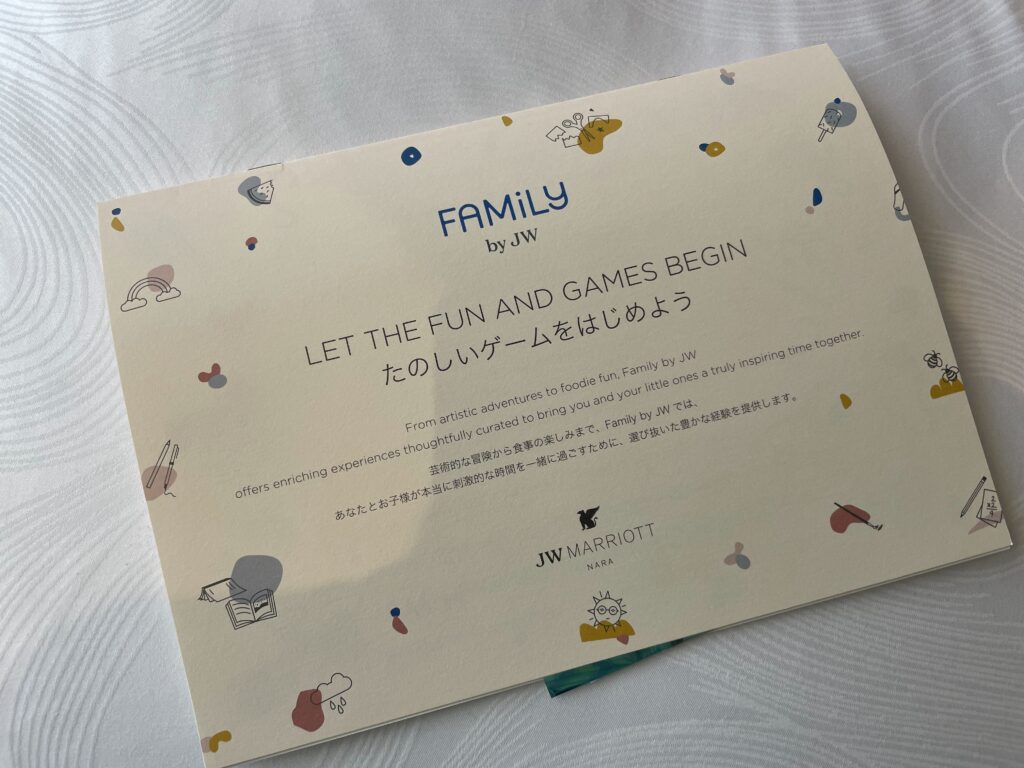 FAMiLY
by JW
LET THE FUN AND GAMES BEGIN
たのしいゲームをはじめよう
From artistic adventures to foodie fun, Family by JW
offers enriching experiences thoughtfully curated to bring you and your little ones a truly inspiring time together.
芸術的な冒険から食事の楽しみまで、Family by JW では、
あなたとお子様が本当に刺激的な時間を一緒に過ごすために、選び抜いた豊かな経験を提供します。
JW MARRIOTT
NARA